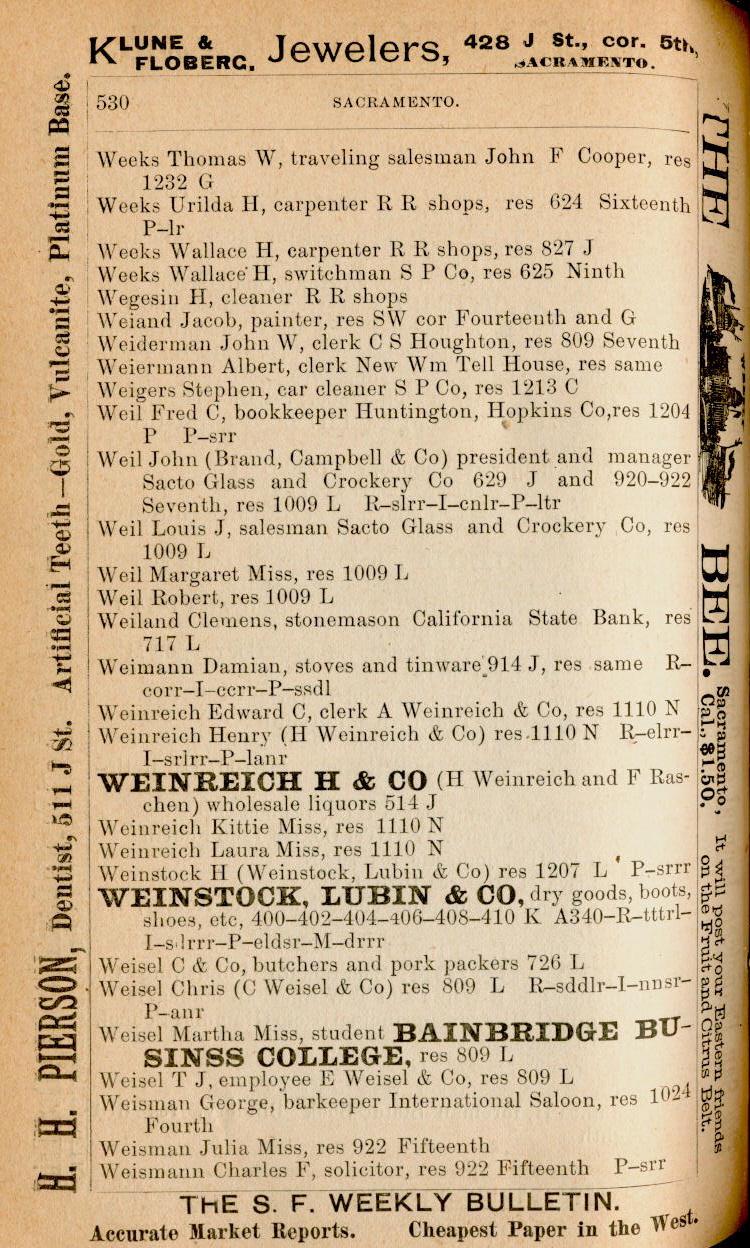 KLUNE & FLOBERG. Jewelers, 428 J St., cor. 5th,
SACRAMENTO.
530 SACRAMENTO.
Weeks Thomas W, traveling salesman John F Cooper, res
1232 G
Weeks Urilda H, carpenter R R shops, res 624 Sixteenth
P–lr
Weeks Wallace H, carpenter R R shops, res 827 J
Weeks Wallace H, switchman S P Co, res 625 Ninth
Wegesin H, cleaner R R shops
Weiand Jacob, painter, res SW cor Fourteenth and G
Weiderman John W, clerk C S Houghton, res 809 Seventh
Weiermann Albert, clerk New Wm Tell House, res same
Weigers Stephen, car cleaner S P Co, res 1213 C
Weil Fred C, bookkeeper Huntington, Hopkins Co,res 1204
P P–srr
Weil John (Brand, Campbell & Co) president and manager
Sacto Glass and Crockery Co 629 J and 920–922
Seventh, res 1009 L R–slrr–I–cnlr–P–ltr
Weil Louis J, salesman Sacto Glass and Crockery Co, res
1009 L
Weil Margaret Miss, res 1009 L
Weil Robert, res 1009 L
Weiland Clemens, stonemason California State Bank, res
717 L
Weimann Damian, stoves and tinware 914 J, res same R–
corr–I–ccrr–P–ssdl
Weinreich Edward C, clerk A Weinreich & Co, res 1110 N
Weinreich Henry (H Weinreich & Co) res 1110 N R–elrr–
I–srlrr–P–lanr
WEINREICH H & CO (H Weinreich and F Ras-
chen) wholesale liquors 514 J
Weinreich Kittie Miss, res 1110 N
Weinreich Laura Miss, res 1110 N
Weinstock H (Weinstock, Lubin & Co) res 1207 L P–srrr
WEINSTOCK, LUBIN & CO, dry goods, boots,
shoes, etc, 400–402–404–406–408–410 K A340–R–tttrl–
I–sdrrr–P–eldsr–M–drrr
Weisel C & Co, butchers and pork packers 726 L
Weisel Chris (C Weisel & Co) res 809 L R–sddlr–I–nnsr–
P–anr
Weisel Martha Miss, student BAINBRIDGE BU-
SINSS COLLEGE, res 809 L
Weisel T J, employee E Weisel & Co, res 809 L
Weisman George, barkeeper International Saloon, res 1024
Fourth
Weisman Julia Miss, res 922 Fifteenth
Weismann Charles F, solicitor, res 922 Fifteenth P–srr
THE S. F. WEEKLY BULLETIN.
Accurate Market Reports. Cheapest Paper in the West.
H. H. PIERSON, Dentist, 511 J St. Artificial Teeth—Gold, Vulcanite, Platinum Base.
THE BEE.
Sacramento, Cal., $1.50.
It will post your Eastern friends
on the Fruit and Citrus Belt.